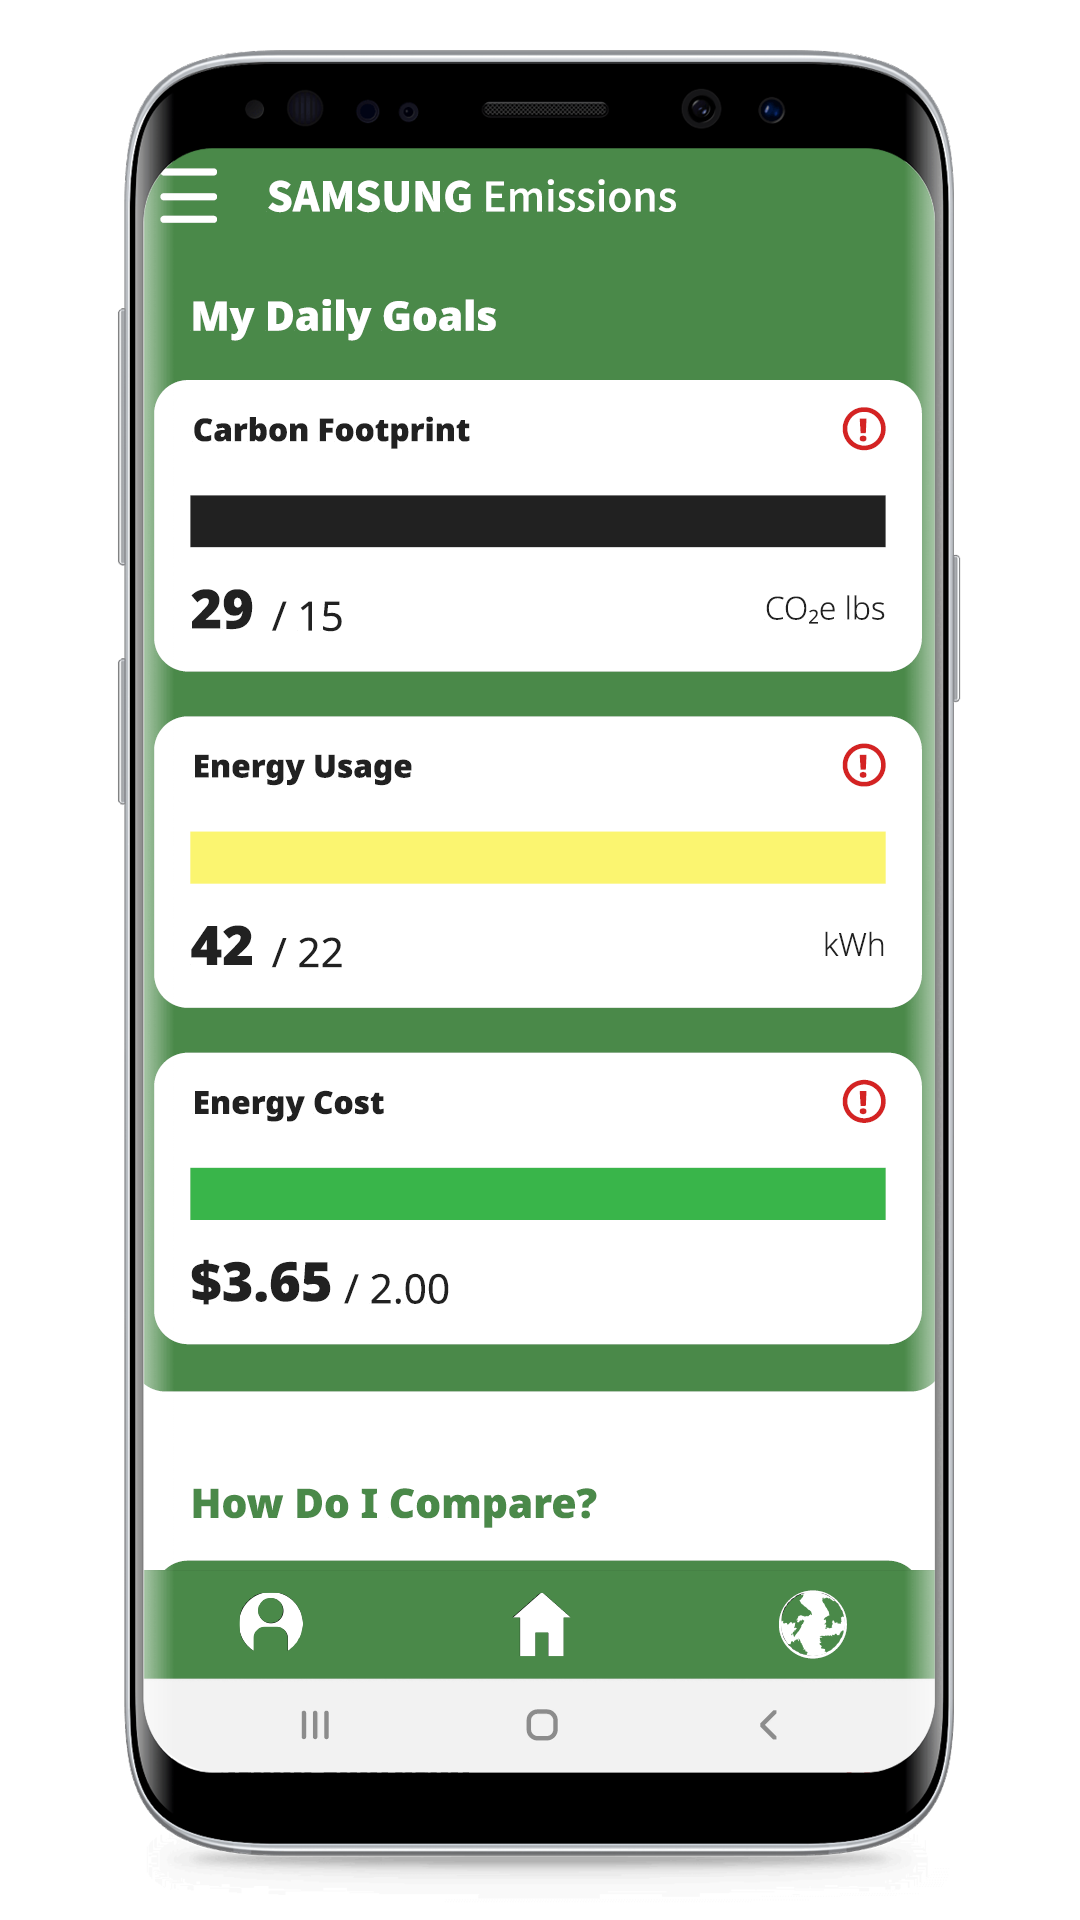 SAMSUNG Emissions
My Daily Goals
Carbon Footprint
29 / 15 CO₂e lbs
Energy Usage
42 / 22 kWh
Energy Cost
$3.65 / 2.00
How Do I Compare?